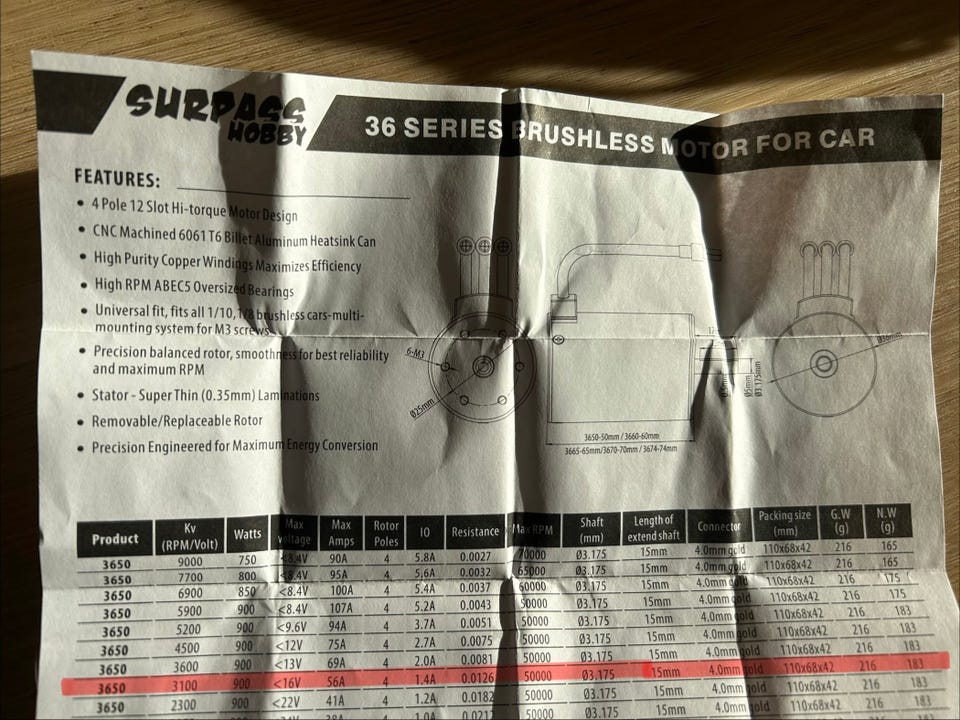 SURPASS HOBBY
36 SERIES BRUSHLESS MOTOR FOR CAR
FEATURES:
• 4 Pole 12 Slot Hi-torque Motor Design
• CNC Machined 6061 T6 Billet Aluminum Heatsink Can
• High Purity Copper Windings Maximizes Efficiency
• High RPM ABEC5 Oversized Bearings
• Universal fit, fits all 1/10, 1/8 brushless cars-multi-
mounting system for M3 screws
• Precision balanced rotor, smoothness for best reliability
and maximum RPM
• Stator - Super Thin (0.35mm) Laminations
• Removable/Replaceable Rotor
• Precision Engineered for Maximum Energy Conversion
6-M3
Ø25mm
12
Ø5mm
Ø3.175mm
Ø36mm
3650-50mm / 3660-60mm
3665-65mm/3670-70mm / 3674-74mm
Product Kv (RPM/Volt) Watts Max voltage Max Amps Rotor Poles IO Resistance Max RPM Shaft (mm) Length of extend shaft Connector Packing size (mm) G.W (g) N.W (g)
3650 9000 750 <8.4V 90A 4 5.8A 0.0027 70000 Ø3.175 15mm 4.0mm gold 110x68x42 216 165
3650 7700 800 <8.4V 95A 4 5.6A 0.0032 65000 Ø3.175 15mm 4.0mm gold 110x68x42 216 165
3650 6900 850 <8.4V 100A 4 5.4A 0.0037 60000 Ø3.175 15mm 4.0mm gold 110x68x42 216 175
3650 5900 900 <8.4V 107A 4 5.2A 0.0043 50000 Ø3.175 15mm 4.0mm gold 110x68x42 216 175
3650 5200 900 <9.6V 94A 4 3.7A 0.0051 50000 Ø3.175 15mm 4.0mm gold 110x68x42 216 183
3650 4500 900 <12V 75A 4 2.7A 0.0075 50000 Ø3.175 15mm 4.0mm gold 110x68x42 216 183
3650 3600 900 <13V 69A 4 2.0A 0.0081 50000 Ø3.175 15mm 4.0mm gold 110x68x42 216 183
3650 3100 900 <16V 56A 4 1.4A 0.0126 50000 Ø3.175 15mm 4.0mm gold 110x68x42 216 183
3650 2300 900 <22V 41A 4 1.2A 0.0182 50000 Ø3.175 15mm 4.0mm gold 110x68x42 216 183
4 1.0A 50000 Ø3.175 15mm